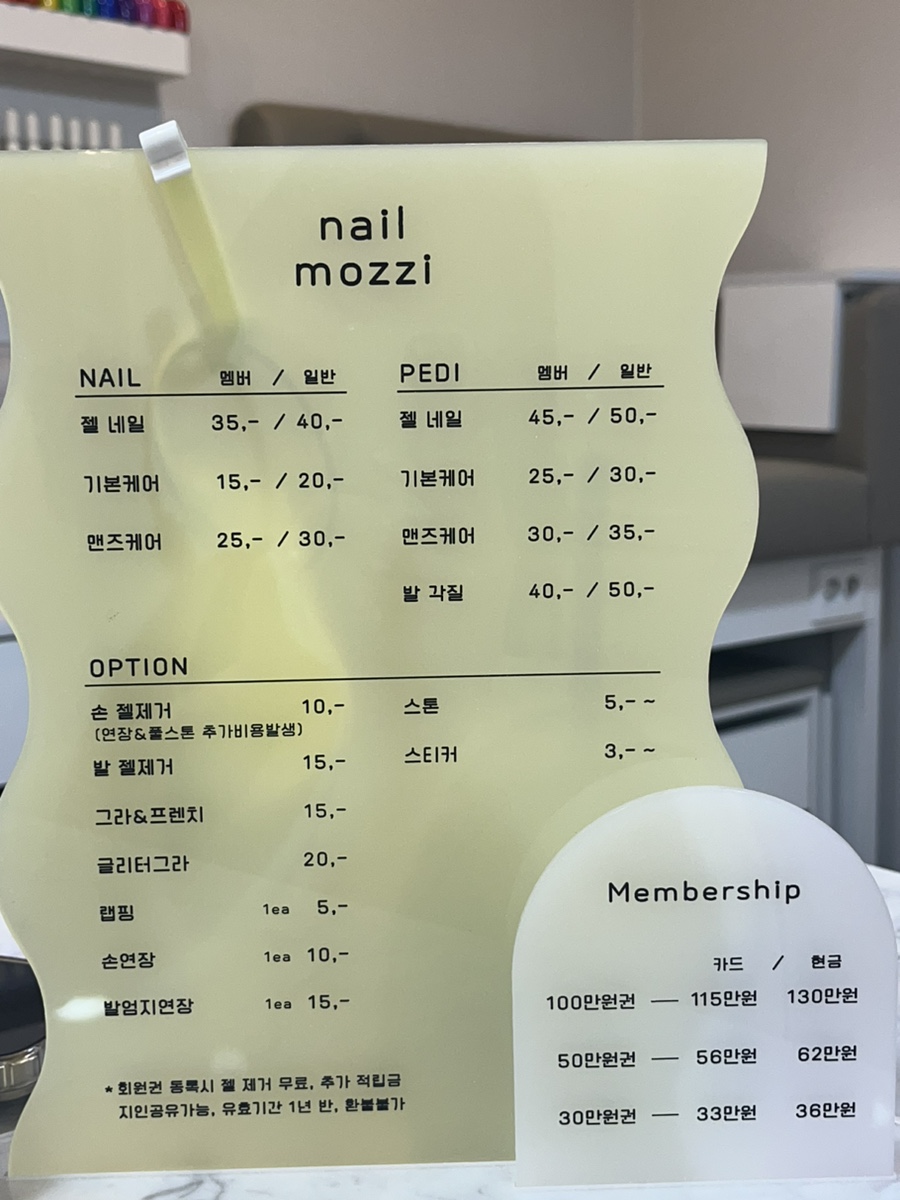 nail
mozzi
NAIL 멤버 / 일반
젤 네일 35,- / 40,-
기본케어 15,- / 20,-
맨즈케어 25,- / 30,-
PEDI 멤버 / 일반
젤 네일 45,- / 50,-
기본케어 25,- / 30,-
맨즈케어 30,- / 35,-
발 각질 40,- / 50,-
OPTION
손 젤제거 10,-
(연장&풀스톤 추가비용발생)
발 젤제거 15,-
그라&프렌치 15,-
글리터그라 20,-
랩핑 1ea 5,-
손연장 1ea 10,-
발엄지연장 1ea 15,-
스톤 5,- ~
스티커 3,- ~
* 회원권 등록시 젤 제거 무료, 추가 적립금
지인공유가능, 유효기간 1년 반, 환불불가
Membership
카드 / 현금
100만원권 — 115만원 130만원
50만원권 — 56만원 62만원
30만원권 — 33만원 36만원